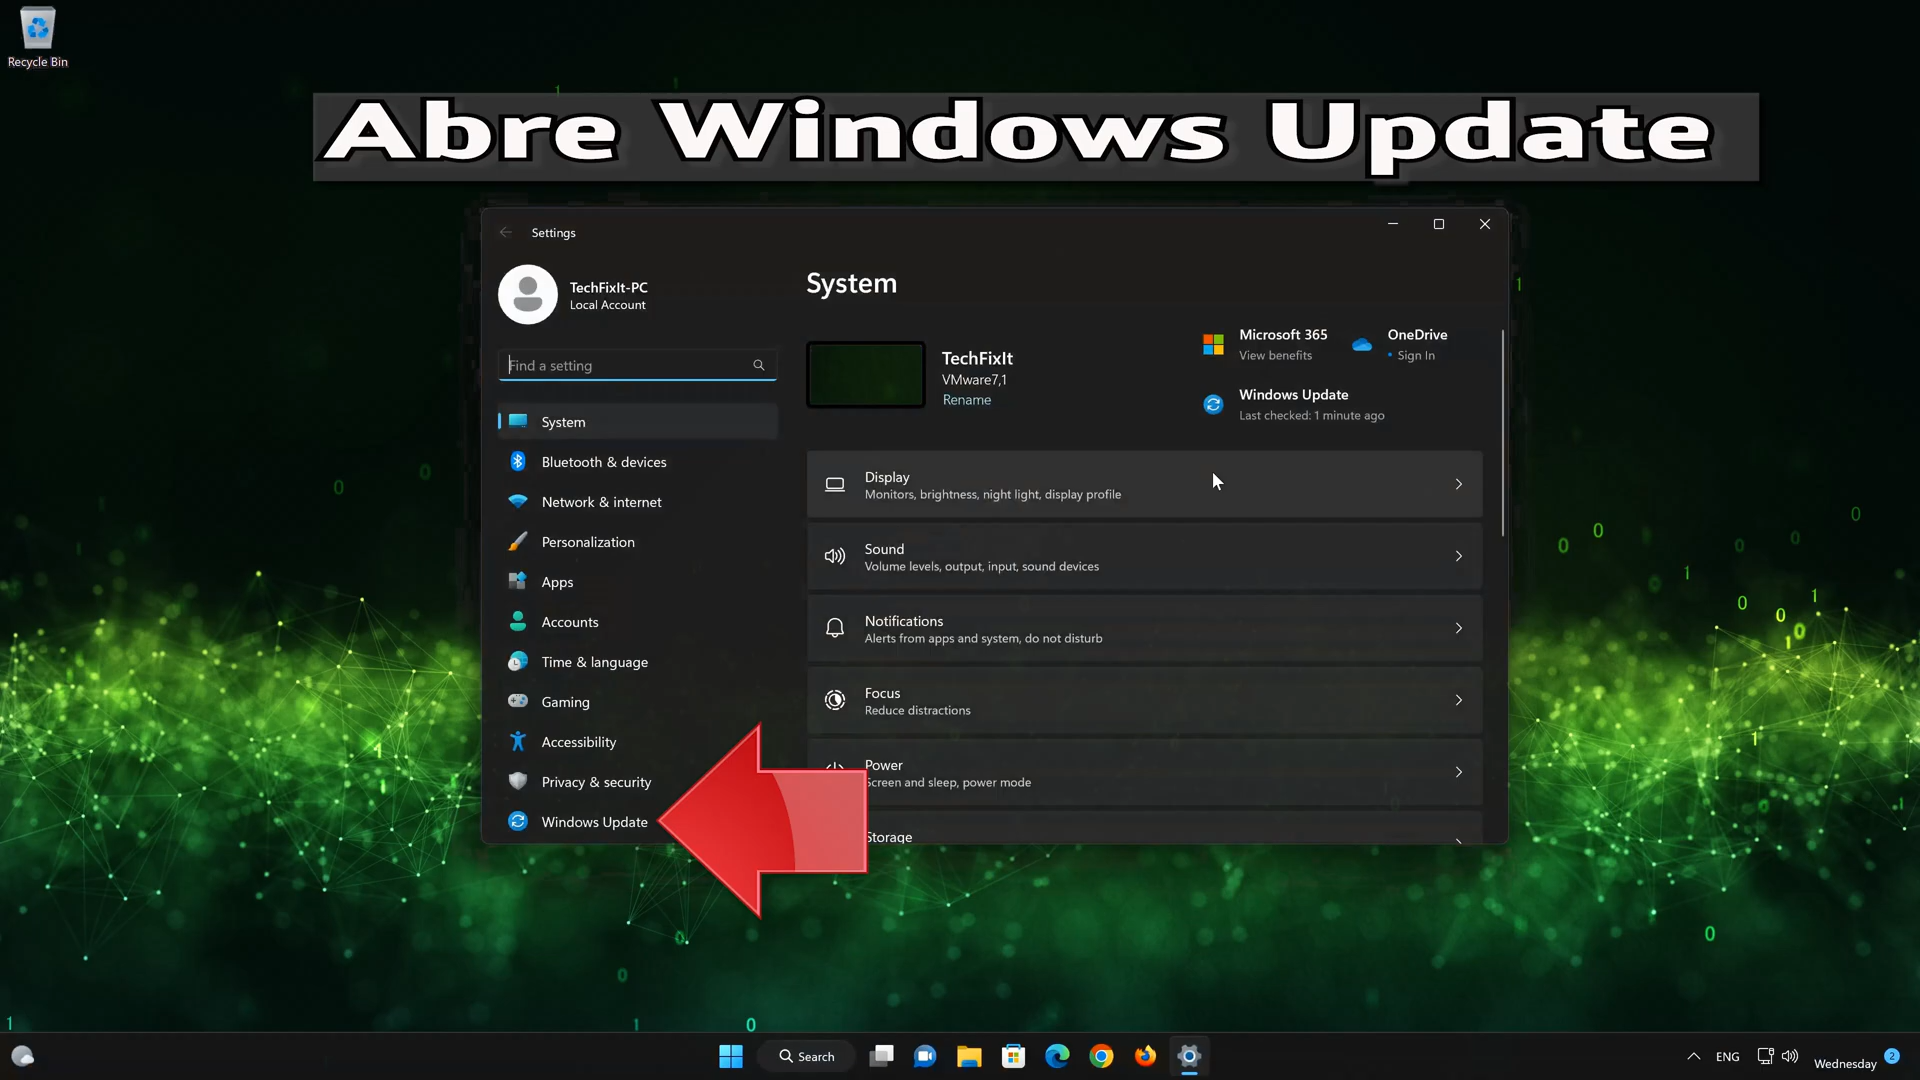 Recycle Bin
Abre Windows Update
Settings
TechFixIt-PC
Local Account
Find a setting
System
Bluetooth & devices
Network & internet
Personalization
Apps
Accounts
Time & language
Gaming
Accessibility
Privacy & security
Windows Update
System
TechFixIt
VMware7,1
Rename
Microsoft 365
View benefits
OneDrive
• Sign In
Windows Update
Last checked: 1 minute ago
Display
Monitors, brightness, night light, display profile
Sound
Volume levels, output, input, sound devices
Notifications
Alerts from apps and system, do not disturb
Focus
Reduce distractions
Power
Screen and sleep, power mode
Storage
Search
ENG
Wednesday
2